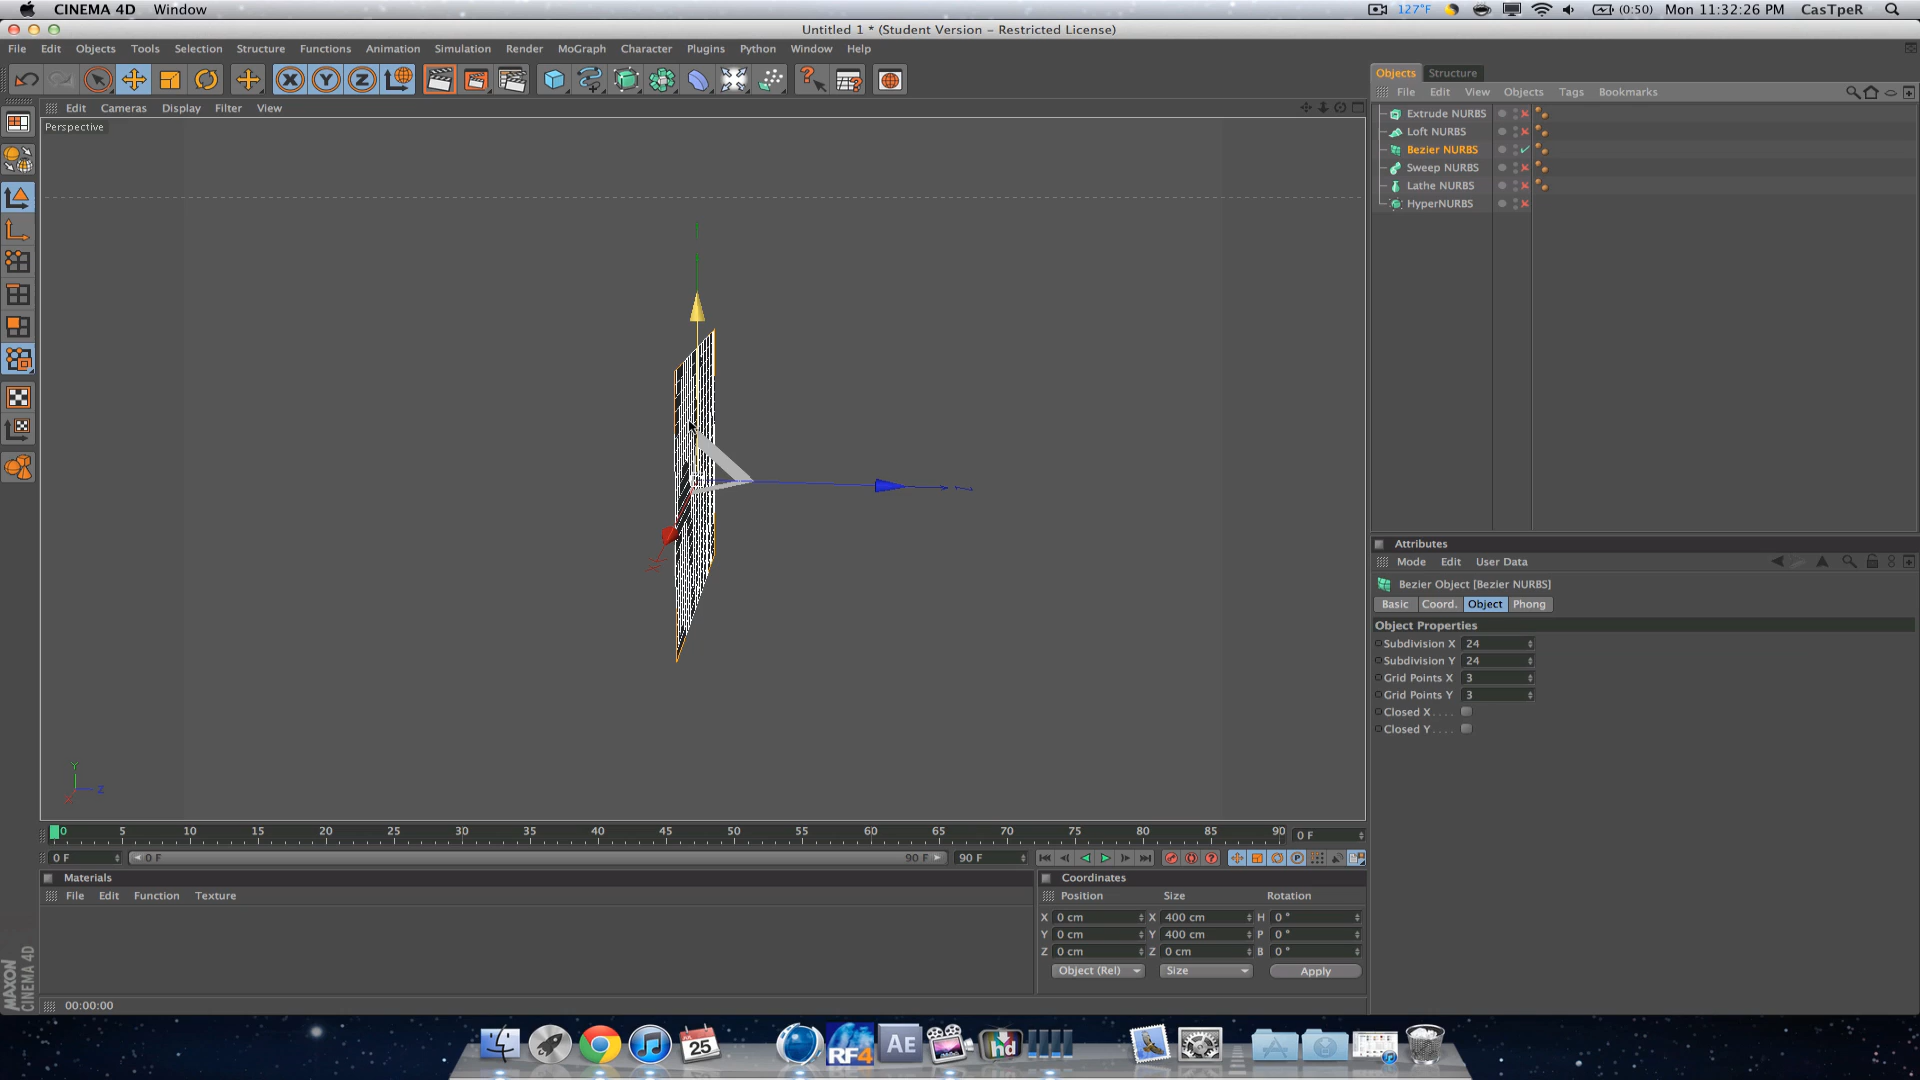 CINEMA 4D Window
127°F (0:50) Mon 11:32:26 PM CasTpeR
Untitled 1 * (Student Version – Restricted License)
File Edit Objects Tools Selection Structure Functions Animation Simulation Render MoGraph Character Plugins Python Window Help
X Y Z
Edit Cameras Display Filter View
Perspective
Objects Structure
File Edit View Objects Tags Bookmarks
Extrude NURBS
Loft NURBS
Bezier NURBS
Sweep NURBS
Lathe NURBS
HyperNURBS
Attributes
Mode Edit User Data
Bezier Object [Bezier NURBS]
Basic Coord. Object Phong
Object Properties
Subdivision X 24
Subdivision Y 24
Grid Points X 3
Grid Points Y 3
Closed X . . . .
Closed Y . . . .
Y
Z
X
0 5 10 15 20 25 30 35 40 45 50 55 60 65 70 75 80 85 90 0 F
0 F 0 F 90 F 90 F
Materials
File Edit Function Texture
Coordinates
Position Size Rotation
X 0 cm X 400 cm H 0 °
Y 0 cm Y 400 cm P 0 °
Z 0 cm Z 0 cm B 0 °
Object (Rel) Size Apply
MAXON
CINEMA 4D
00:00:00
25
RF4
AE
hd